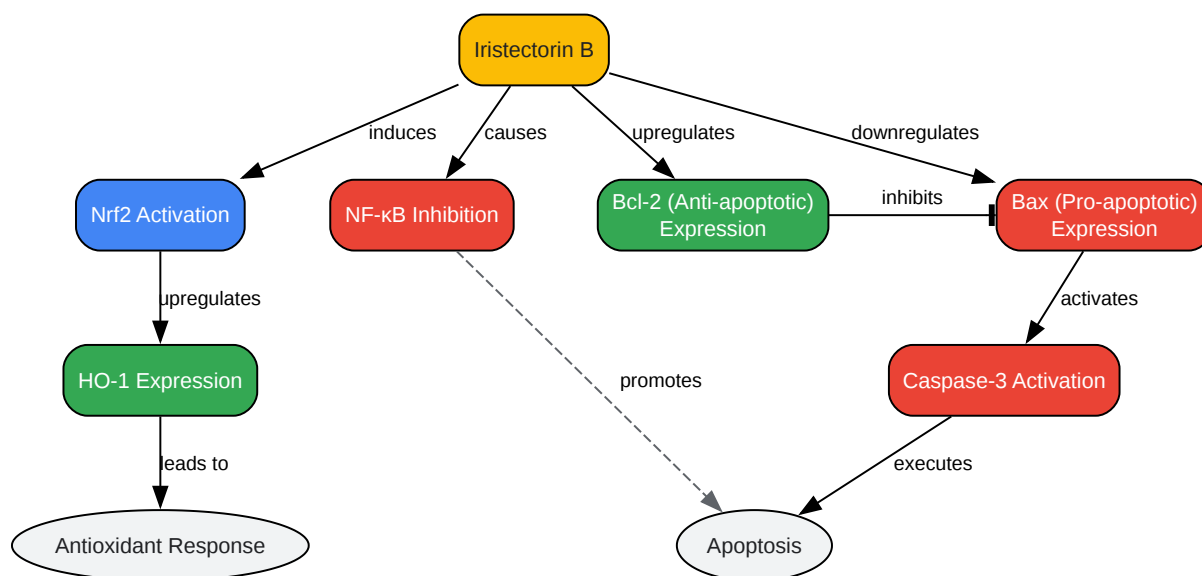 Iristectorin B
induces
causes
upregulates
downregulates
Nrf2 Activation
NF-κB Inhibition
Bcl-2 (Anti-apoptotic)
Expression
inhibits
Bax (Pro-apoptotic)
Expression
upregulates
activates
HO-1 Expression
promotes
Caspase-3 Activation
leads to
executes
Antioxidant Response
Apoptosis